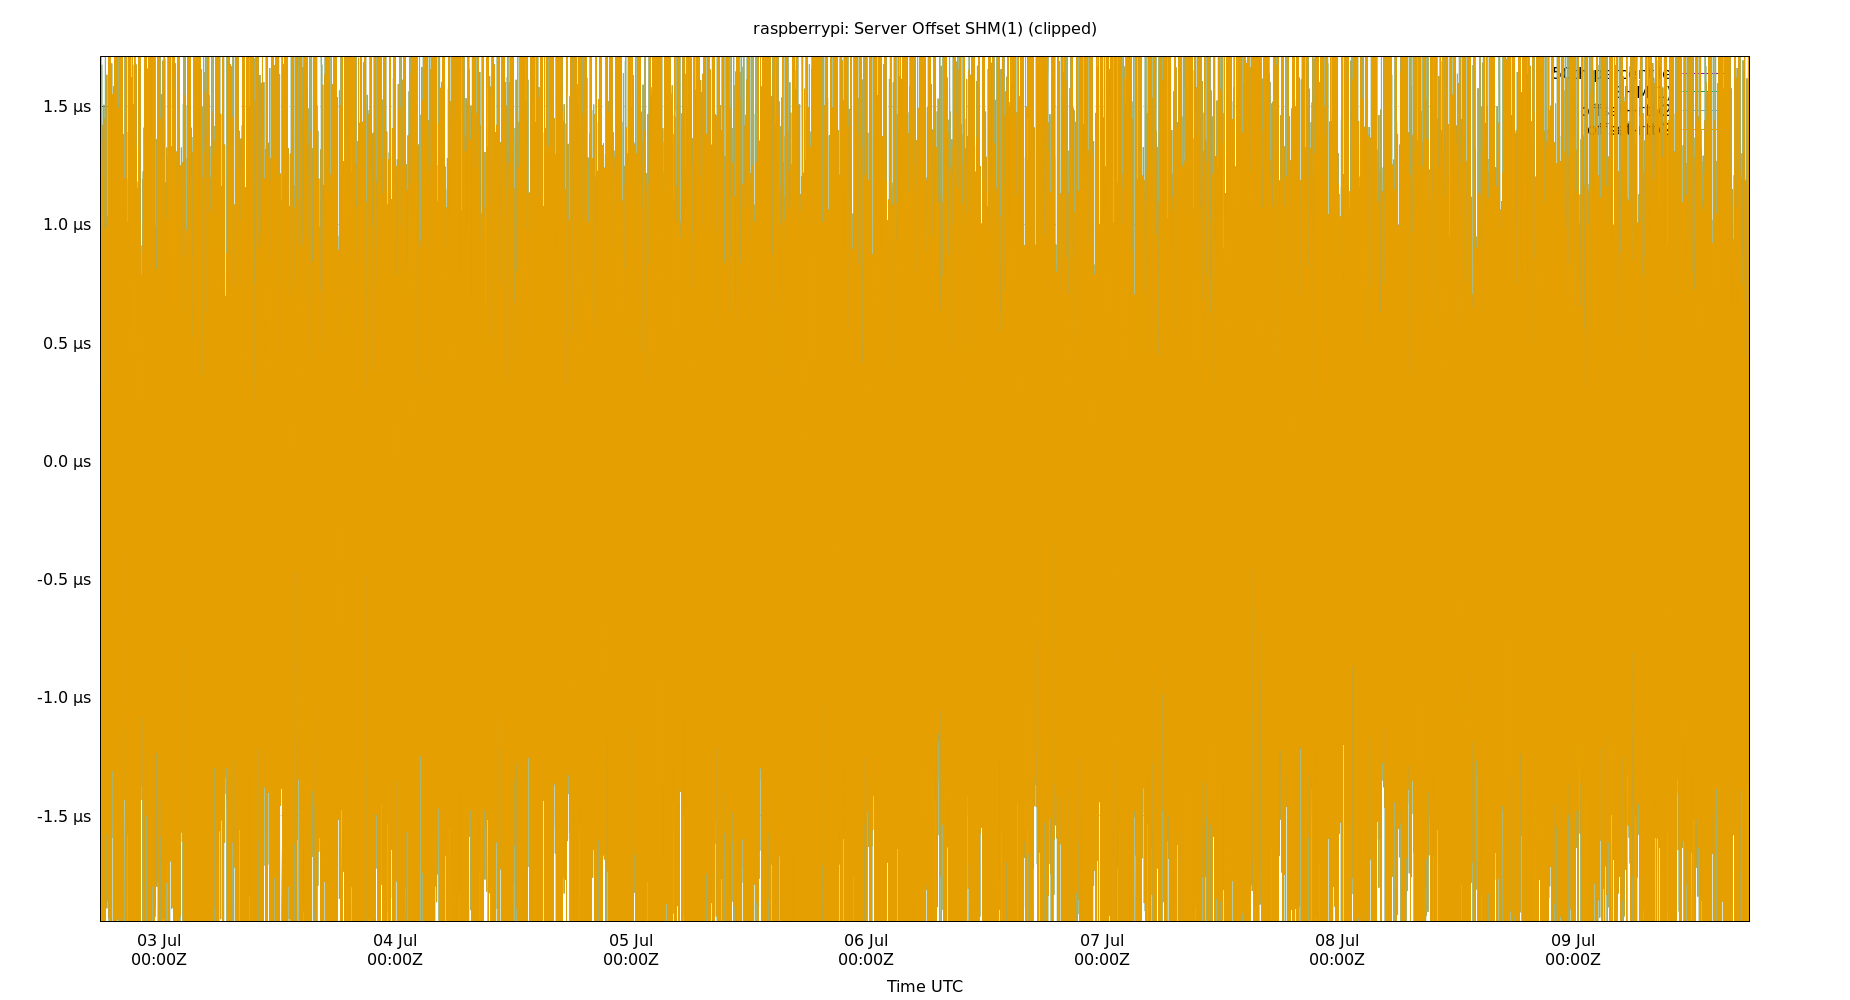 raspberrypi: Server Offset SHM(1) (clipped)
1.5 µs
1.0 µs
0.5 µs
0.0 µs
-0.5 µs
-1.0 µs
-1.5 µs
03 Jul 04 Jul 05 Jul 06 Jul 07 Jul 08 Jul 09 Jul
00:00Z 00:00Z 00:00Z 00:00Z 00:00Z 00:00Z 00:00Z
Time UTC